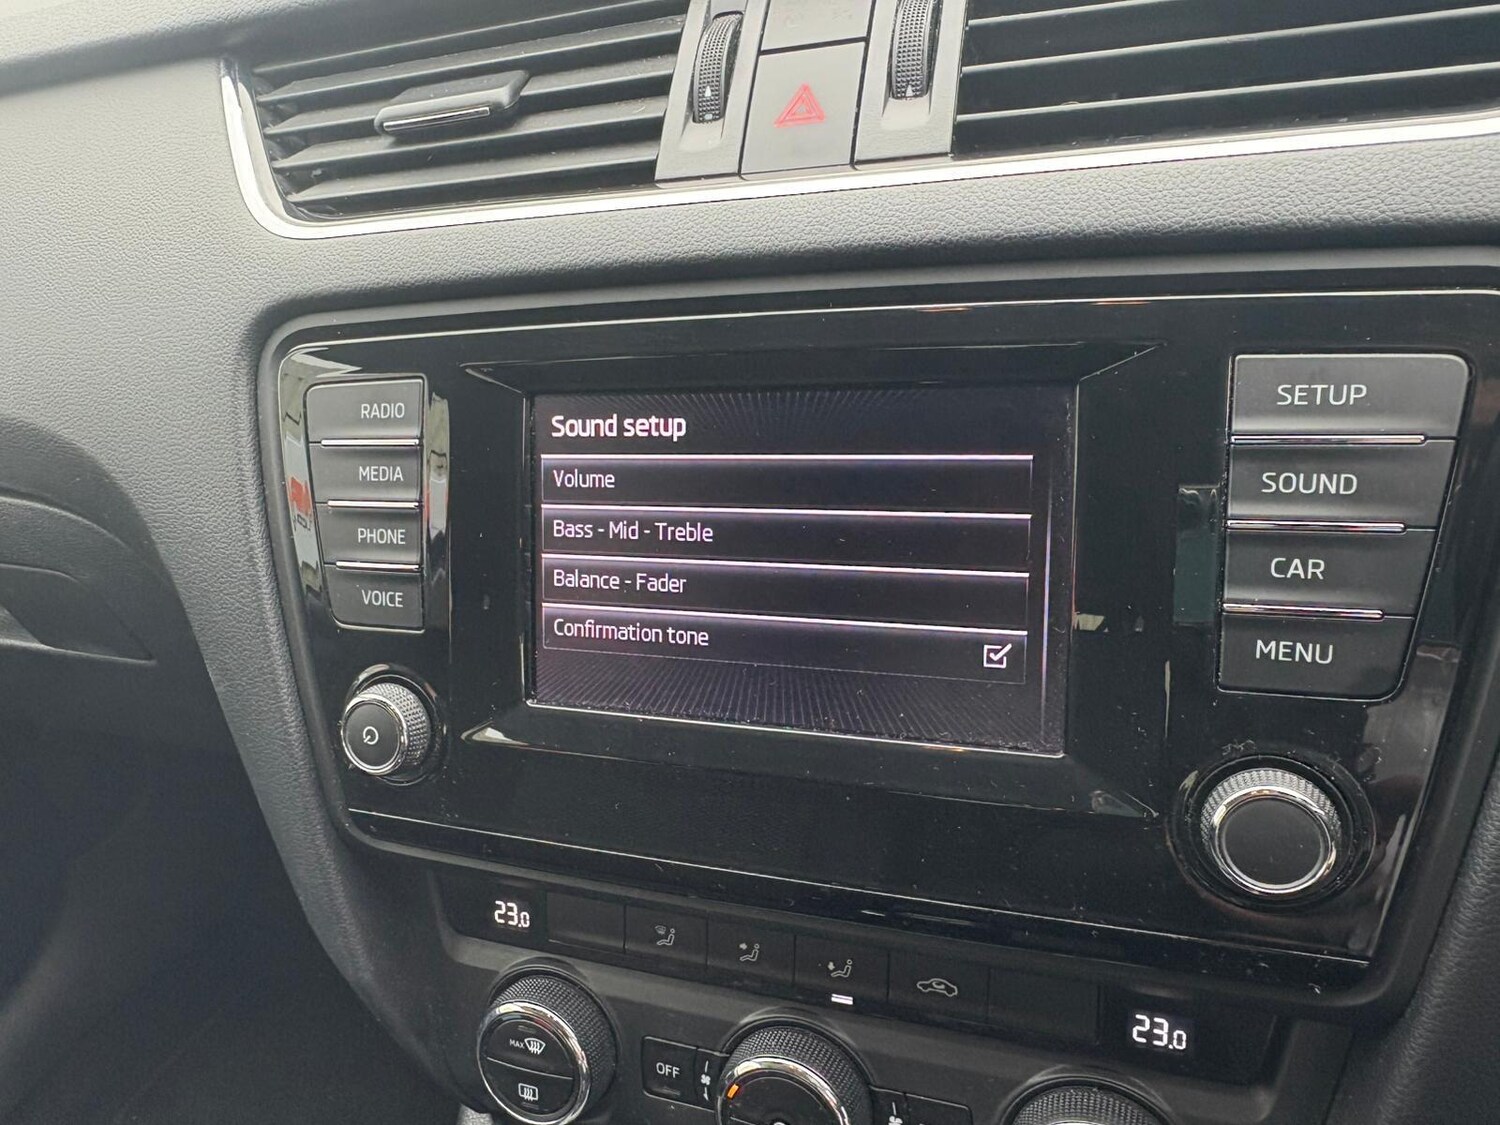 RADIO
MEDIA
PHONE
VOICE
Sound setup
Volume
Bass - Mid - Treble
Balance - Fader
Confirmation tone
SETUP
SOUND
CAR
MENU
23.0
23.0
MAX
OFF